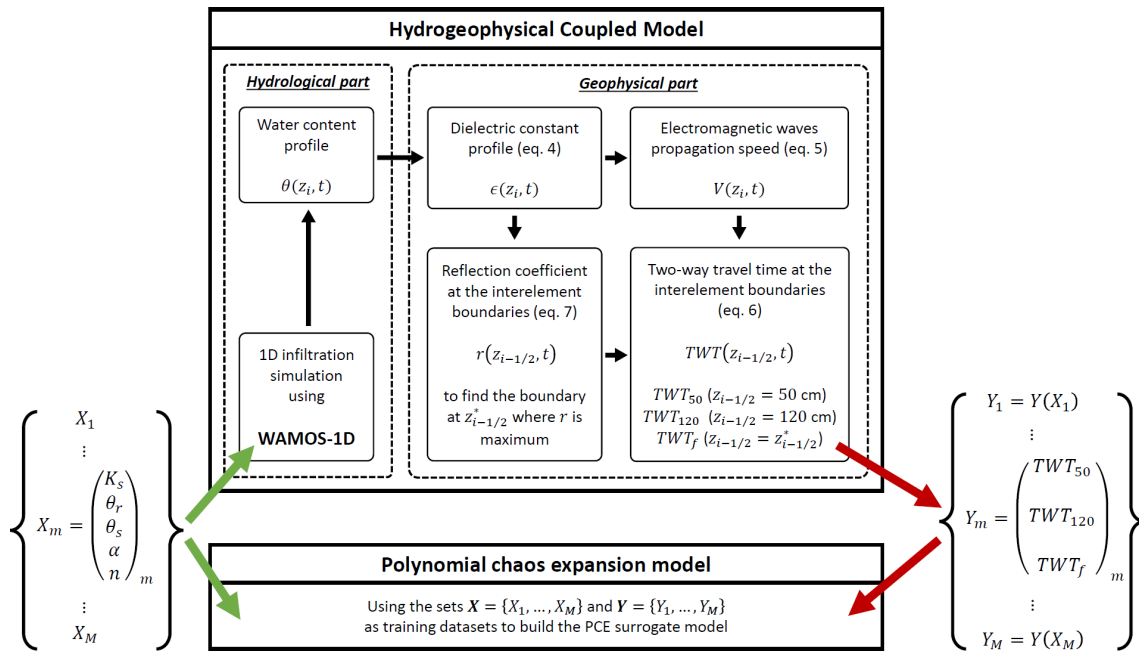 Hydrogeophysical Coupled Model
Hydrological part
Water content
profile
θ(z_i, t)
1D infiltration
simulation
using
WAMOS-1D
Geophysical part
Dielectric constant
profile (eq. 4)
ϵ(z_i, t)
Electromagnetic waves
propagation speed (eq. 5)
V(z_i, t)
Reflection coefficient
at the interelement
boundaries (eq. 7)
r(z_{i−1/2}, t)
to find the boundary
at z*_{i−1/2} where r is
maximum
Two-way travel time at the
interelement boundaries
(eq. 6)
TWT(z_{i−1/2}, t)
TWT_50 (z_{i−1/2} = 50 cm)
TWT_120 (z_{i−1/2} = 120 cm)
TWT_f (z_{i−1/2} = z*_{i−1/2})
X_1
⋮
X_m = (K_s
θ_r
θ_s
α
n)_m
⋮
X_M
Y_1 = Y(X_1)
⋮
Y_m = (TWT_50
TWT_120
TWT_f)_m
⋮
Y_M = Y(X_M)
Polynomial chaos expansion model
Using the sets X = {X_1, …, X_M} and Y = {Y_1, …, Y_M}
as training datasets to build the PCE surrogate model